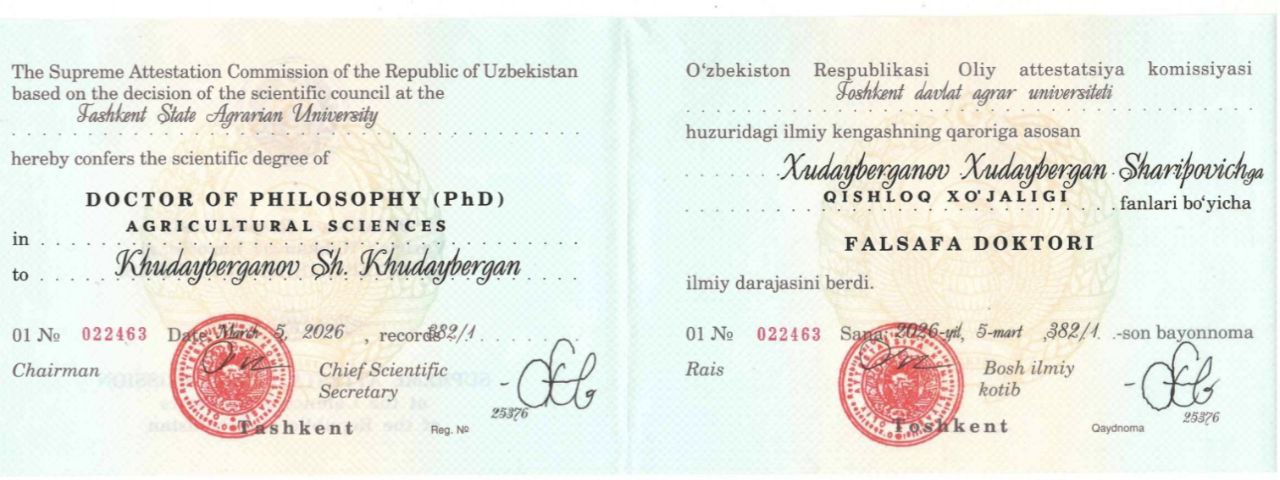 The Supreme Attestation Commission of the Republic of Uzbekistan
based on the decision of the scientific council at the
Tashkent State Agrarian University
hereby confers the scientific degree of
DOCTOR OF PHILOSOPHY (PhD)
AGRICULTURAL SCIENCES
in
to Khudayberganov Sh. Khudaybergan
01 № 022463 Date, March 5, 2026, records 382/1
Chairman
Chief Scientific
Secretary
25376
Tashkent
Reg. №
O‘zbekiston Respublikasi Oliy attestatsiya komissiyasi
Toshkent davlat agrar universiteti
huzuridagi ilmiy kengashning qaroriga asosan
Xudayberganov Xudaybergan Sharipovichga
QISHLOQ XO'JALIGI fanlari bo‘yicha
FALSAFA DOKTORI
ilmiy darajasini berdi.
01 № 022463 Sana, 2026-yil, 5-mart, 382/1. -son bayonnoma
Rais
Bosh ilmiy
kotib
25376
Toshkent
Qaydnoma